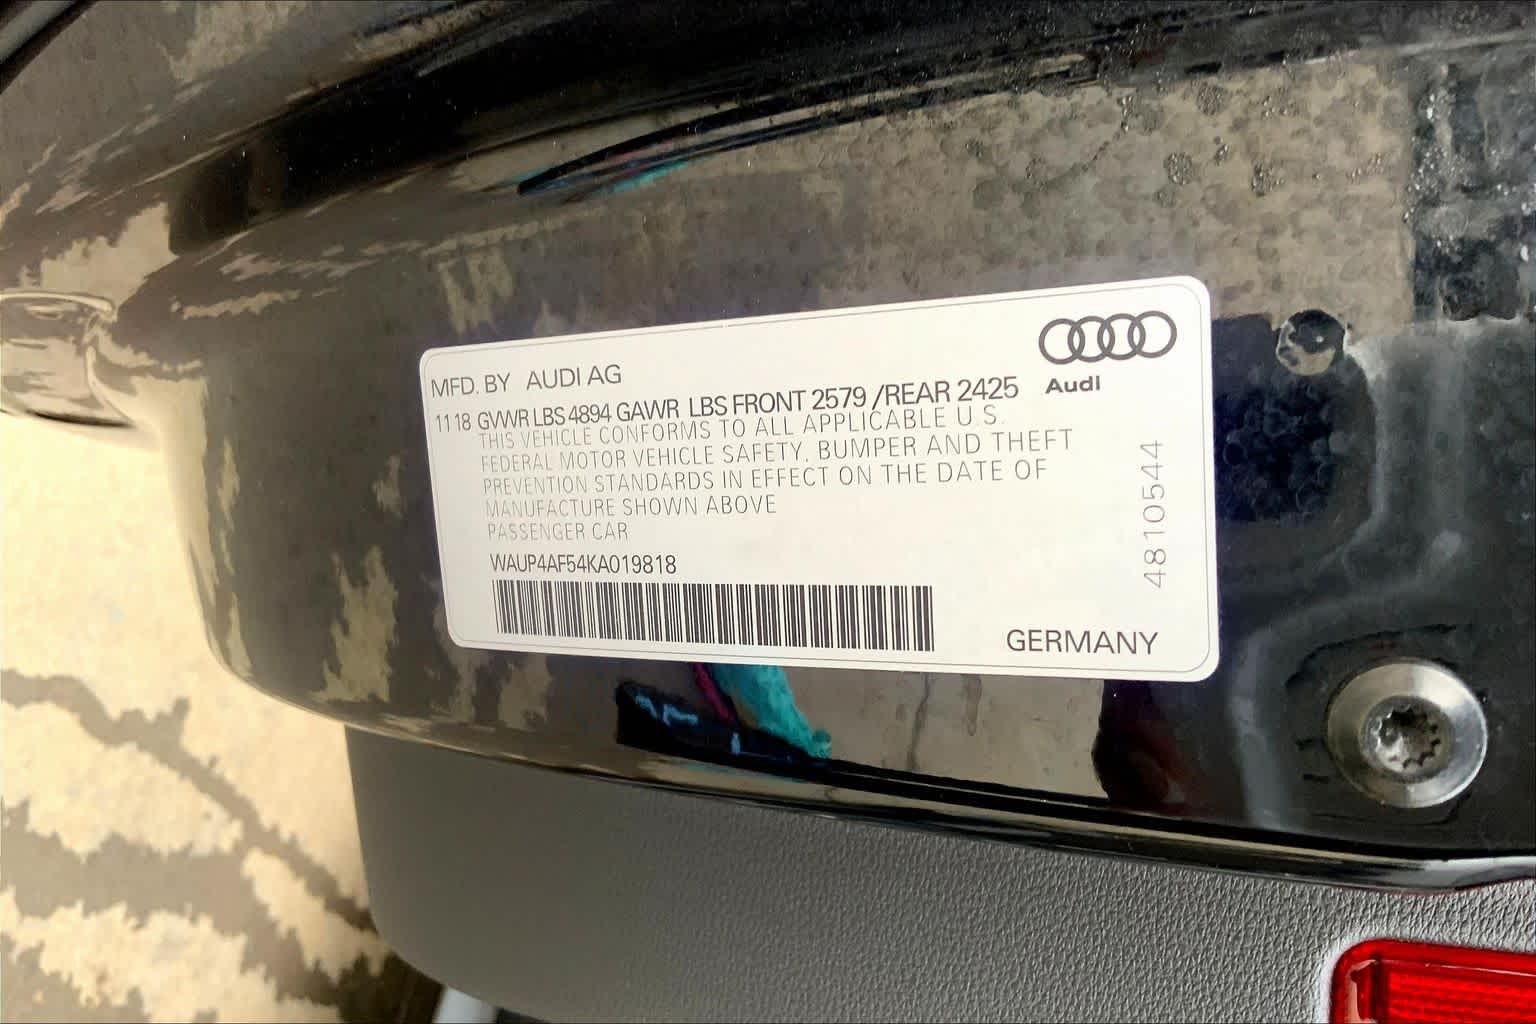 MFD. BY AUDI AG
Audi
11 18 GVWR LBS 4894 GAWR LBS FRONT 2579 /REAR 2425
THIS VEHICLE CONFORMS TO ALL APPLICABLE U.S.
FEDERAL MOTOR VEHICLE SAFETY, BUMPER AND THEFT
PREVENTION STANDARDS IN EFFECT ON THE DATE OF
MANUFACTURE SHOWN ABOVE
PASSENGER CAR
WAUP4AF54KA019818
GERMANY
4810544